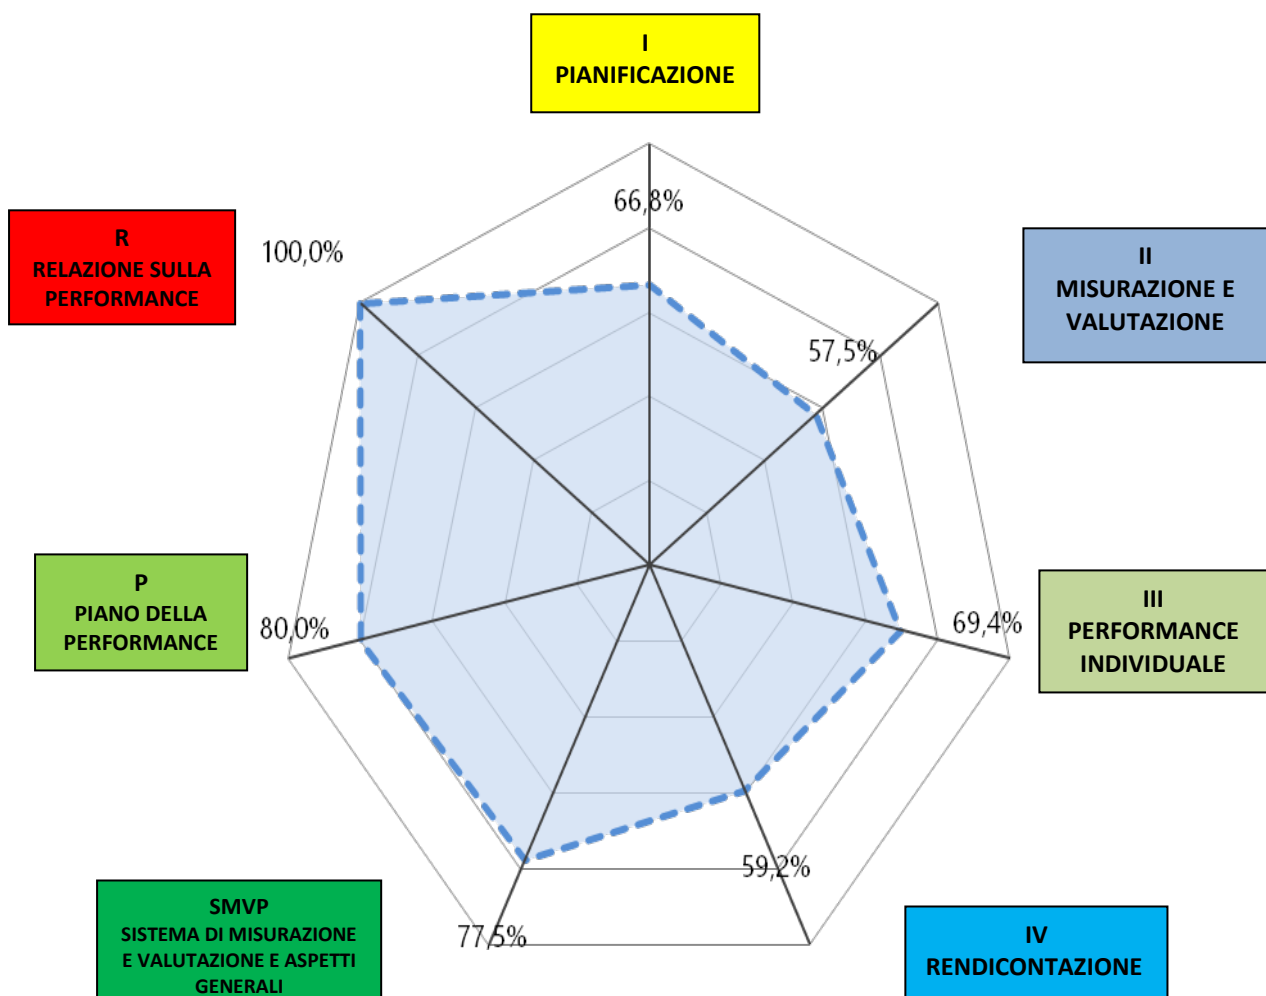 I
PIANIFICAZIONE
66,8%
R
RELAZIONE SULLA
PERFORMANCE
100,0%
II
MISURAZIONE E
VALUTAZIONE
57,5%
P
PIANO DELLA
PERFORMANCE
80,0%
III
PERFORMANCE
INDIVIDUALE
69,4%
SMVP
SISTEMA DI MISURAZIONE
E VALUTAZIONE E ASPETTI
GENERALI
77,5%
59,2%
IV
RENDICONTAZIONE